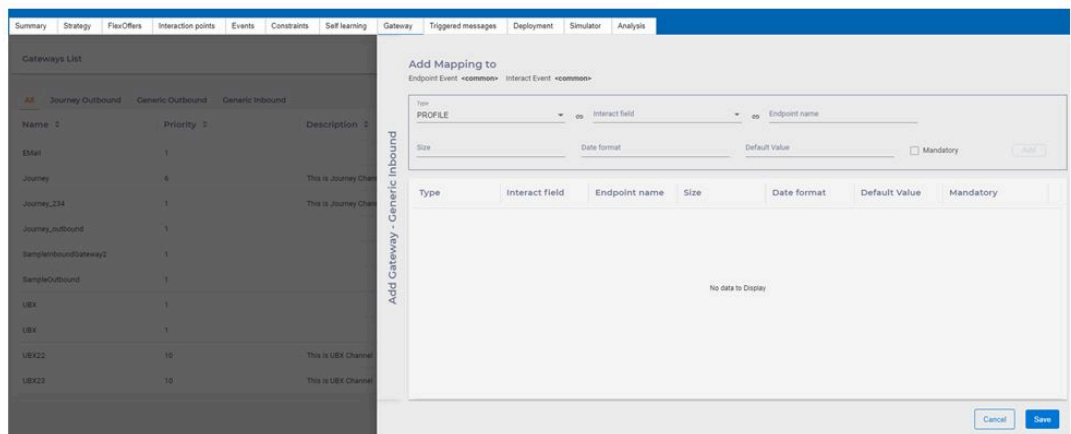 Summary Strategy FlexOffers Interaction points Events Constraints Self learning Gateway Triggered messages Deployment Simulator Analysis
Gateways List
All Journey Outbound Generic Outbound Generic Inbound
Name Priority Description
EMail 1
Journey 6 This is Journey Chan
Journey_234 1 This is Journey Chan
Journey_outbound 1
SampleInboundGateway2 1
SampleOutbound 1
UBX 1
UBX 1
UBX22 10 This is UBX Channel
UBX23 10 This is UBX Channel
Add Gateway - Generic Inbound
Add Mapping to
Endpoint Event <common> Interact Event <common>
Type
PROFILE Interact field Endpoint name
Size Date format Default Value Mandatory Add
Type Interact field Endpoint name Size Date format Default Value Mandatory
No data to Display
Cancel Save